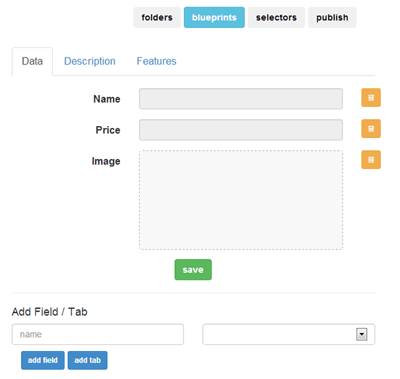 folders blueprints selectors publish
Data Description Features
Name
Price
Image
save
Add Field / Tab
name
add field add tab